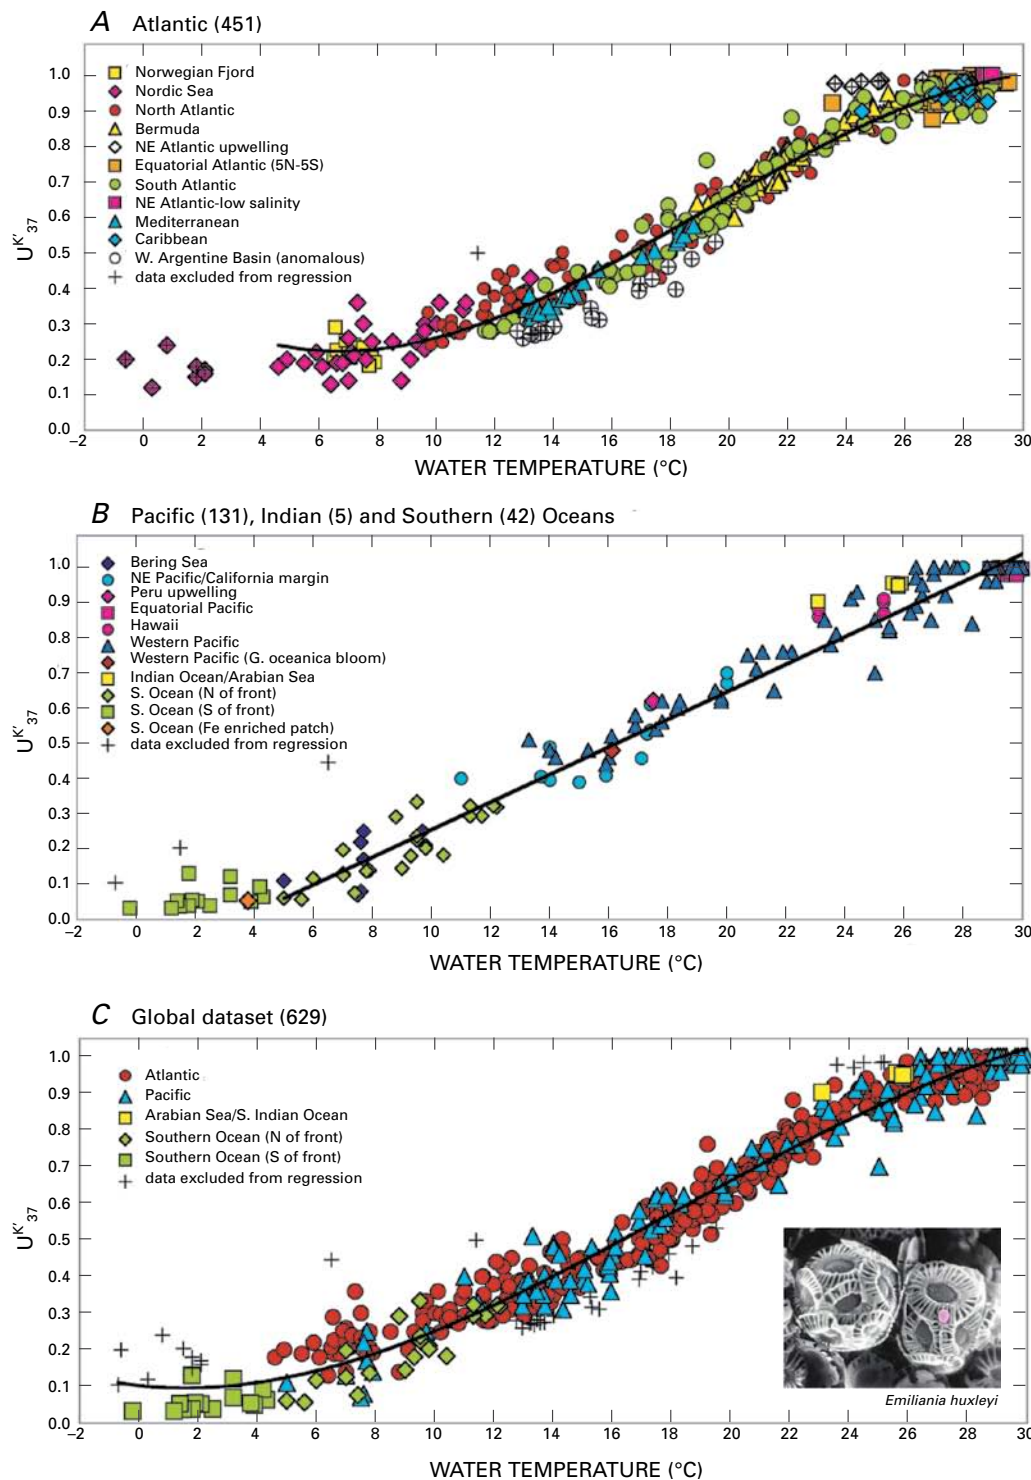 A Atlantic (451)
1.0
0.9
0.8
0.7
0.6
0.5
0.4
0.3
0.2
0.1
0.0
U^K'_37
Norwegian Fjord
Nordic Sea
North Atlantic
Bermuda
NE Atlantic upwelling
Equatorial Atlantic (5N-5S)
South Atlantic
NE Atlantic-low salinity
Mediterranean
Caribbean
W. Argentine Basin (anomalous)
data excluded from regression
−2 0 2 4 6 8 10 12 14 16 18 20 22 24 26 28 30
WATER TEMPERATURE (°C)
B Pacific (131), Indian (5) and Southern (42) Oceans
1.0
0.9
0.8
0.7
0.6
0.5
0.4
0.3
0.2
0.1
0.0
U^K'_37
Bering Sea
NE Pacific/California margin
Peru upwelling
Equatorial Pacific
Hawaii
Western Pacific
Western Pacific (G. oceanica bloom)
Indian Ocean/Arabian Sea
S. Ocean (N of front)
S. Ocean (S of front)
S. Ocean (Fe enriched patch)
data excluded from regression
−2 0 2 4 6 8 10 12 14 16 18 20 22 24 26 28 30
WATER TEMPERATURE (°C)
C Global dataset (629)
1.0
0.9
0.8
0.7
0.6
0.5
0.4
0.3
0.2
0.1
0.0
U^K'_37
Atlantic
Pacific
Arabian Sea/S. Indian Ocean
Southern Ocean (N of front)
Southern Ocean (S of front)
data excluded from regression
Emiliania huxleyi
−2 0 2 4 6 8 10 12 14 16 18 20 22 24 26 28 30
WATER TEMPERATURE (°C)